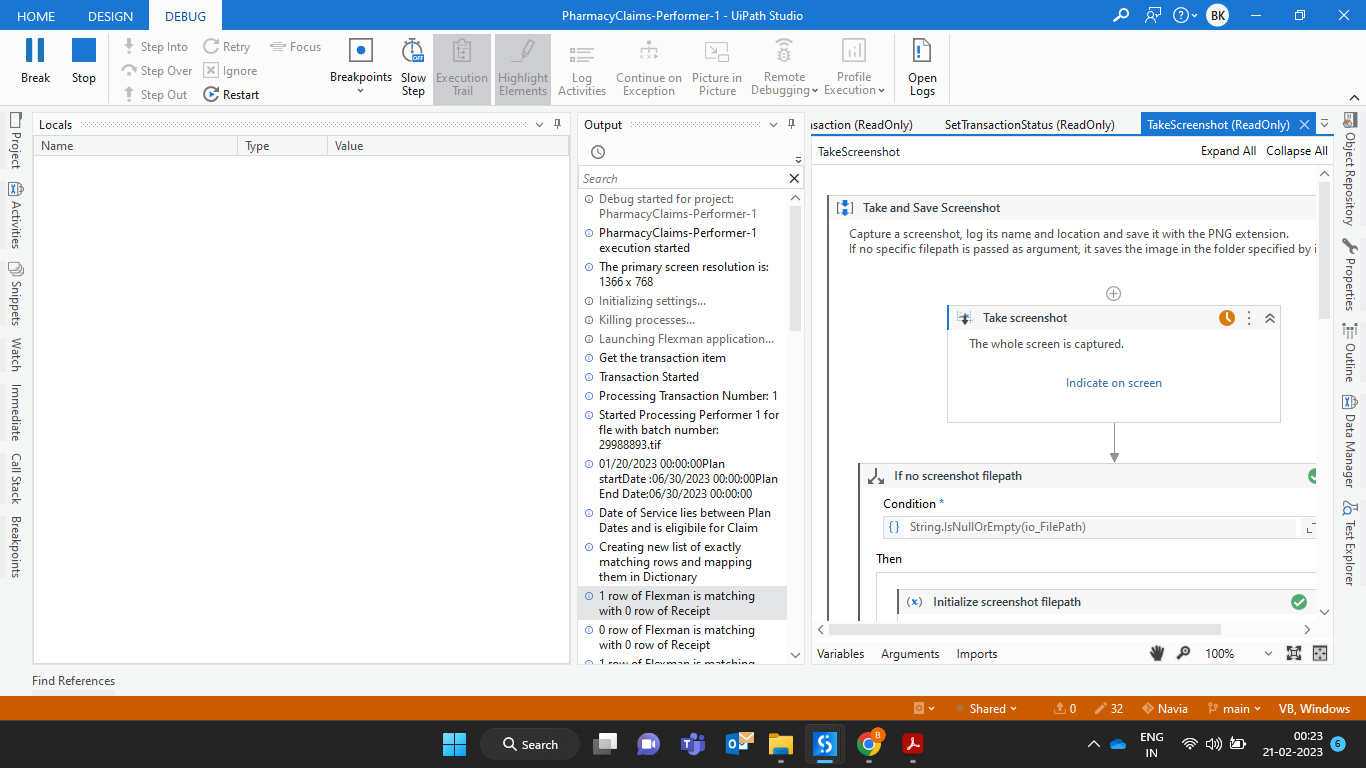 HOME DESIGN DEBUG PharmacyClaims-Performer-1 - UiPath Studio BK
Break Stop
Step Into Retry Focus
Step Over Ignore
Step Out Restart
Breakpoints
Slow
Step
OFF
Execution
Trail
Highlight
Elements
Log
Activities
Continue on
Exception
Picture in
Picture
Remote
Debugging
Profile
Execution
Open
Logs
Project
Activities
Snippets
Watch
Immediate
Call Stack
Breakpoints
Locals
Name Type Value
Output
Search
Debug started for project:
PharmacyClaims-Performer-1
PharmacyClaims-Performer-1
execution started
The primary screen resolution is:
1366 x 768
Initializing settings...
Killing processes...
Launching Flexman application...
Get the transaction item
Transaction Started
Processing Transaction Number: 1
Started Processing Performer 1 for
fle with batch number:
29988893.tif
01/20/2023 00:00:00Plan
startDate :06/30/2023 00:00:00Plan
End Date:06/30/2023 00:00:00
Date of Service lies between Plan
Dates and is eligibile for Claim
Creating new list of exactly
matching rows and mapping
them in Dictionary
1 row of Flexman is matching
with 0 row of Receipt
0 row of Flexman is matching
with 0 row of Receipt
1 row of Flexman is matching
nsaction (ReadOnly) SetTransactionStatus (ReadOnly) TakeScreenshot (ReadOnly)
TakeScreenshot Expand All Collapse All
Take and Save Screenshot
Capture a screenshot, log its name and location and save it with the PNG extension.
If no specific filepath is passed as argument, it saves the image in the folder specified by i
Take screenshot
The whole screen is captured.
Indicate on screen
If no screenshot filepath
Condition *
String.IsNullOrEmpty(io_FilePath)
Then
Initialize screenshot filepath
Variables Arguments Imports 100%
Object Repository
Properties
Outline
Data Manager
Test Explorer
Find References
Shared 0 32 Navia main VB, Windows
Search
B
ENG
IN
00:23
21-02-2023
6